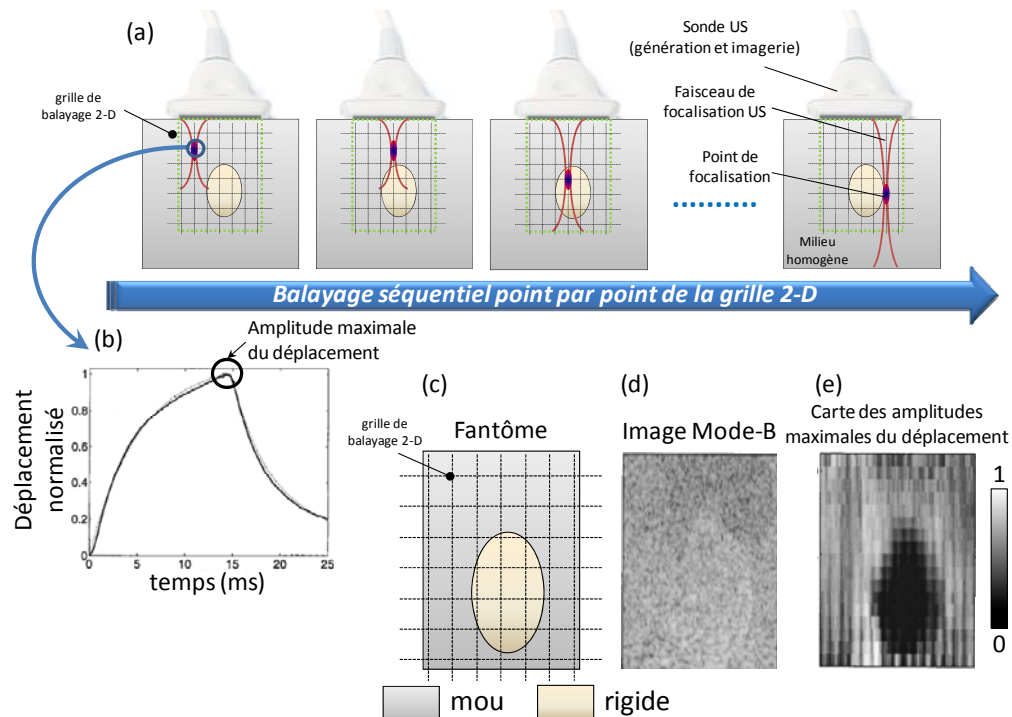 (a)
Sonde US
(génération et imagerie)
grille de
balayage 2-D
Faisceau de
focalisation US
Point de
focalisation
Milieu
homogène
Balayage séquentiel point par point de la grille 2-D
(b)
Amplitude maximale
du déplacement
Déplacement
normalisé
1
0.8
0.6
0.4
0.2
0
0
5
10
15
20
25
temps (ms)
(c)
grille de
balayage 2-D
Fantôme
(d)
Image Mode-B
(e)
Carte des amplitudes
maximales du déplacement
1
0
mou
rigide